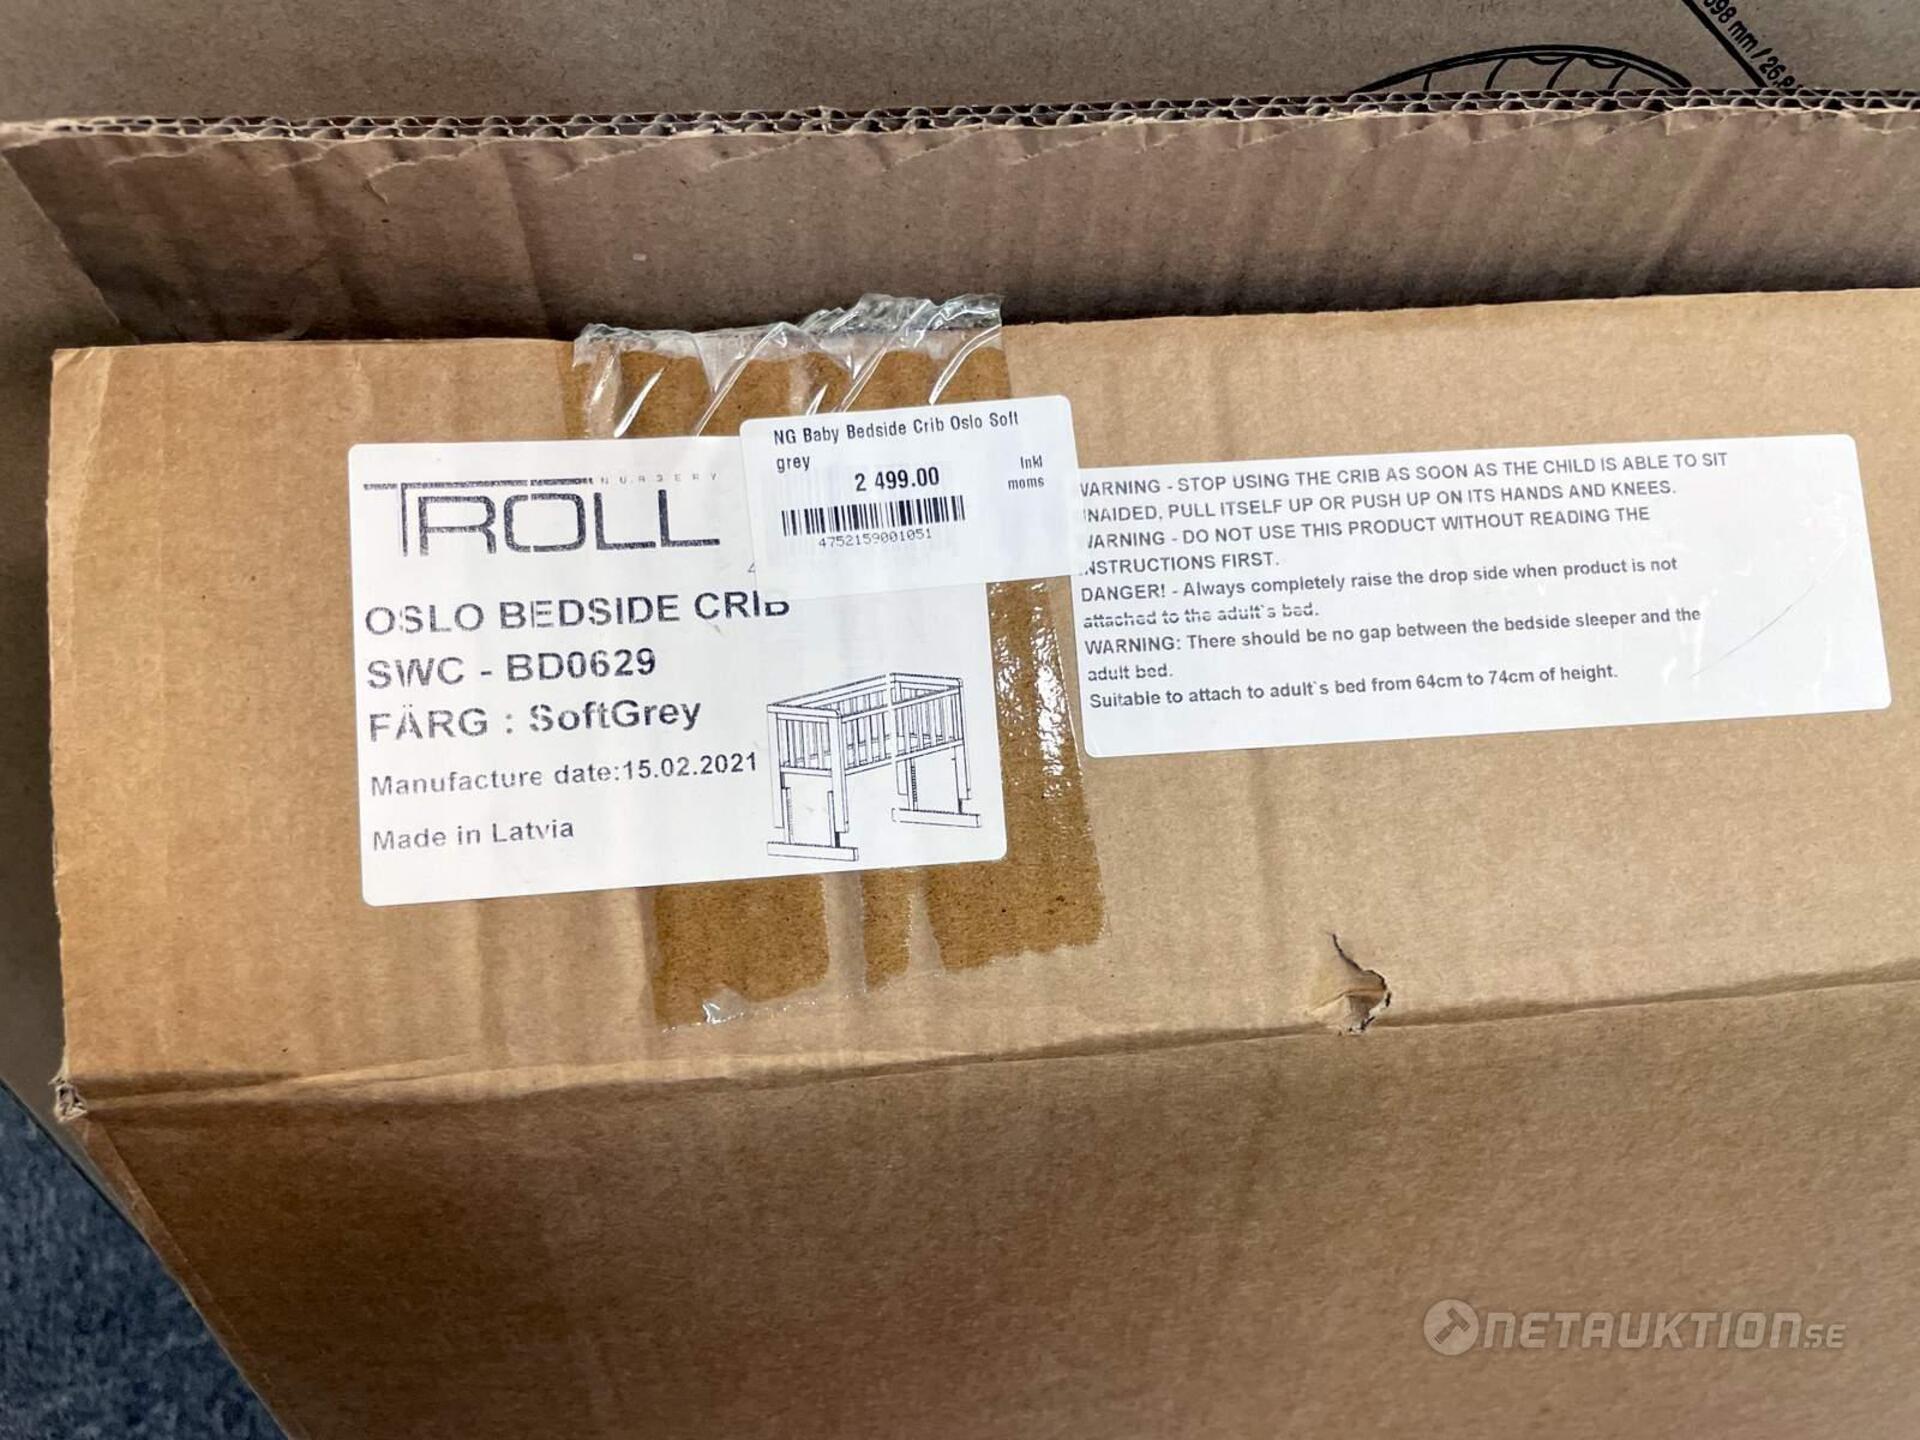 mm / 26,8
NURSERY
TROLL
OSLO BEDSIDE CRIB
SWC - BD0629
FÄRG : SoftGrey
Manufacture date:15.02.2021
Made in Latvia
NG Baby Bedside Crib Oslo Soft
grey
2 499.00
Inkl
moms
4752159001051
WARNING - STOP USING THE CRIB AS SOON AS THE CHILD IS ABLE TO SIT
UNAIDED, PULL ITSELF UP OR PUSH UP ON ITS HANDS AND KNEES.
WARNING - DO NOT USE THIS PRODUCT WITHOUT READING THE
INSTRUCTIONS FIRST.
DANGER! - Always completely raise the drop side when product is not
attached to the adult`s bed.
WARNING: There should be no gap between the bedside sleeper and the
adult bed.
Suitable to attach to adult`s bed from 64cm to 74cm of height.
NETAUKTION.SE